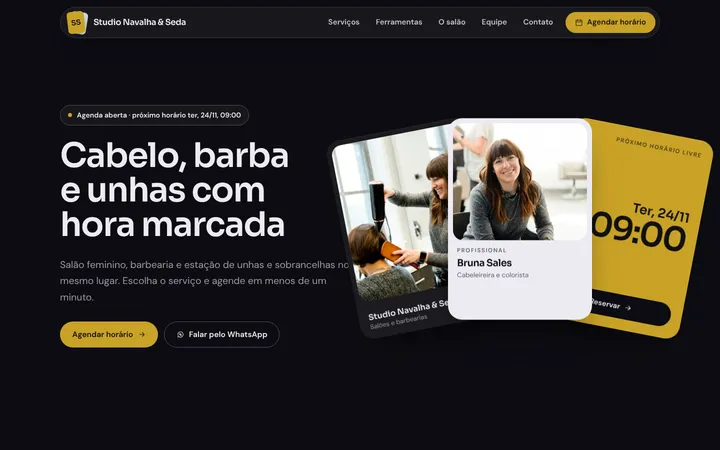 SS
Studio Navalha & Seda
Serviços
Ferramentas
O salão
Equipe
Contato
Agendar horário
Agenda aberta · próximo horário ter, 24/11, 09:00
Cabelo, barba
e unhas com
hora marcada
Salão feminino, barbearia e estação de unhas e sobrancelhas no
mesmo lugar. Escolha o serviço e agende em menos de um
minuto.
Agendar horário →
Falar pelo WhatsApp
Studio Navalha & Se
Salões e barbearias
PROFISSIONAL
Bruna Sales
Cabeleireira e colorista
PRÓXIMO HORÁRIO LIVRE
Ter, 24/11
09:00
Reservar →